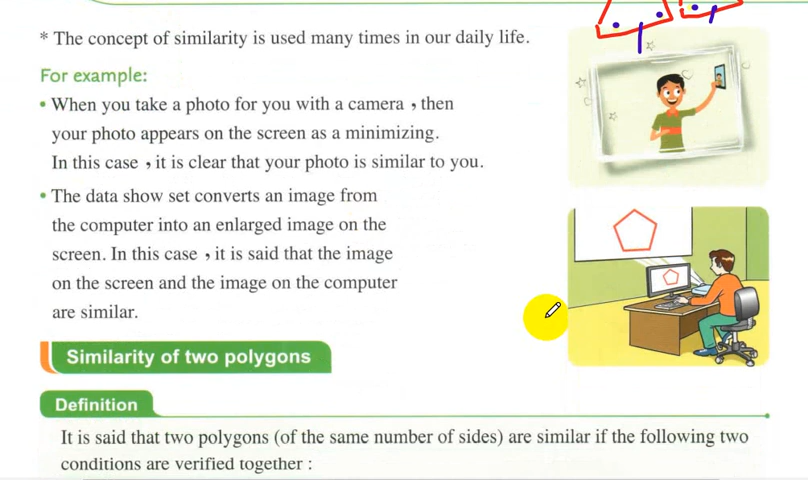 * The concept of similarity is used many times in our daily life.
For example:
• When you take a photo for you with a camera , then
your photo appears on the screen as a minimizing.
In this case , it is clear that your photo is similar to you.
• The data show set converts an image from
the computer into an enlarged image on the
screen. In this case , it is said that the image
on the screen and the image on the computer
are similar.
Similarity of two polygons
Definition
It is said that two polygons (of the same number of sides) are similar if the following two
conditions are verified together :